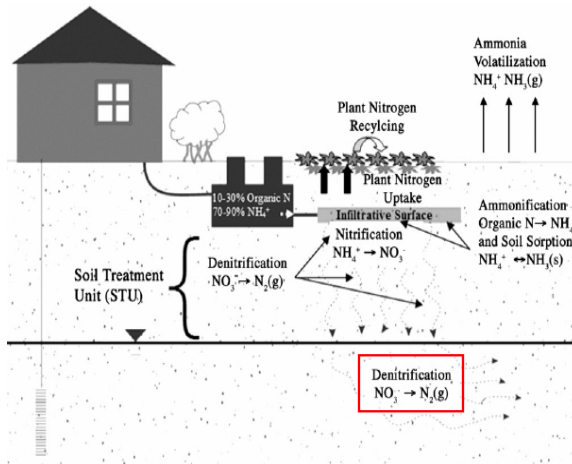 Ammonia
Volatilization
NH₄⁺ NH₃(g)
Plant Nitrogen
Recylcing
Plant Nitrogen
Uptake
10-30% Organic N
70-90% NH₄⁺
Infiltrative Surface
Ammonification
Organic N→ NH₄
and Soil Sorption
NH₄⁺ ↔NH₃(s)
Nitrification
NH₄⁺ → NO₃⁻
Denitrification
NO₃⁻→ N₂(g)
Soil Treatment
Unit (STU)
Denitrification
NO₃⁻ → N₂(g)